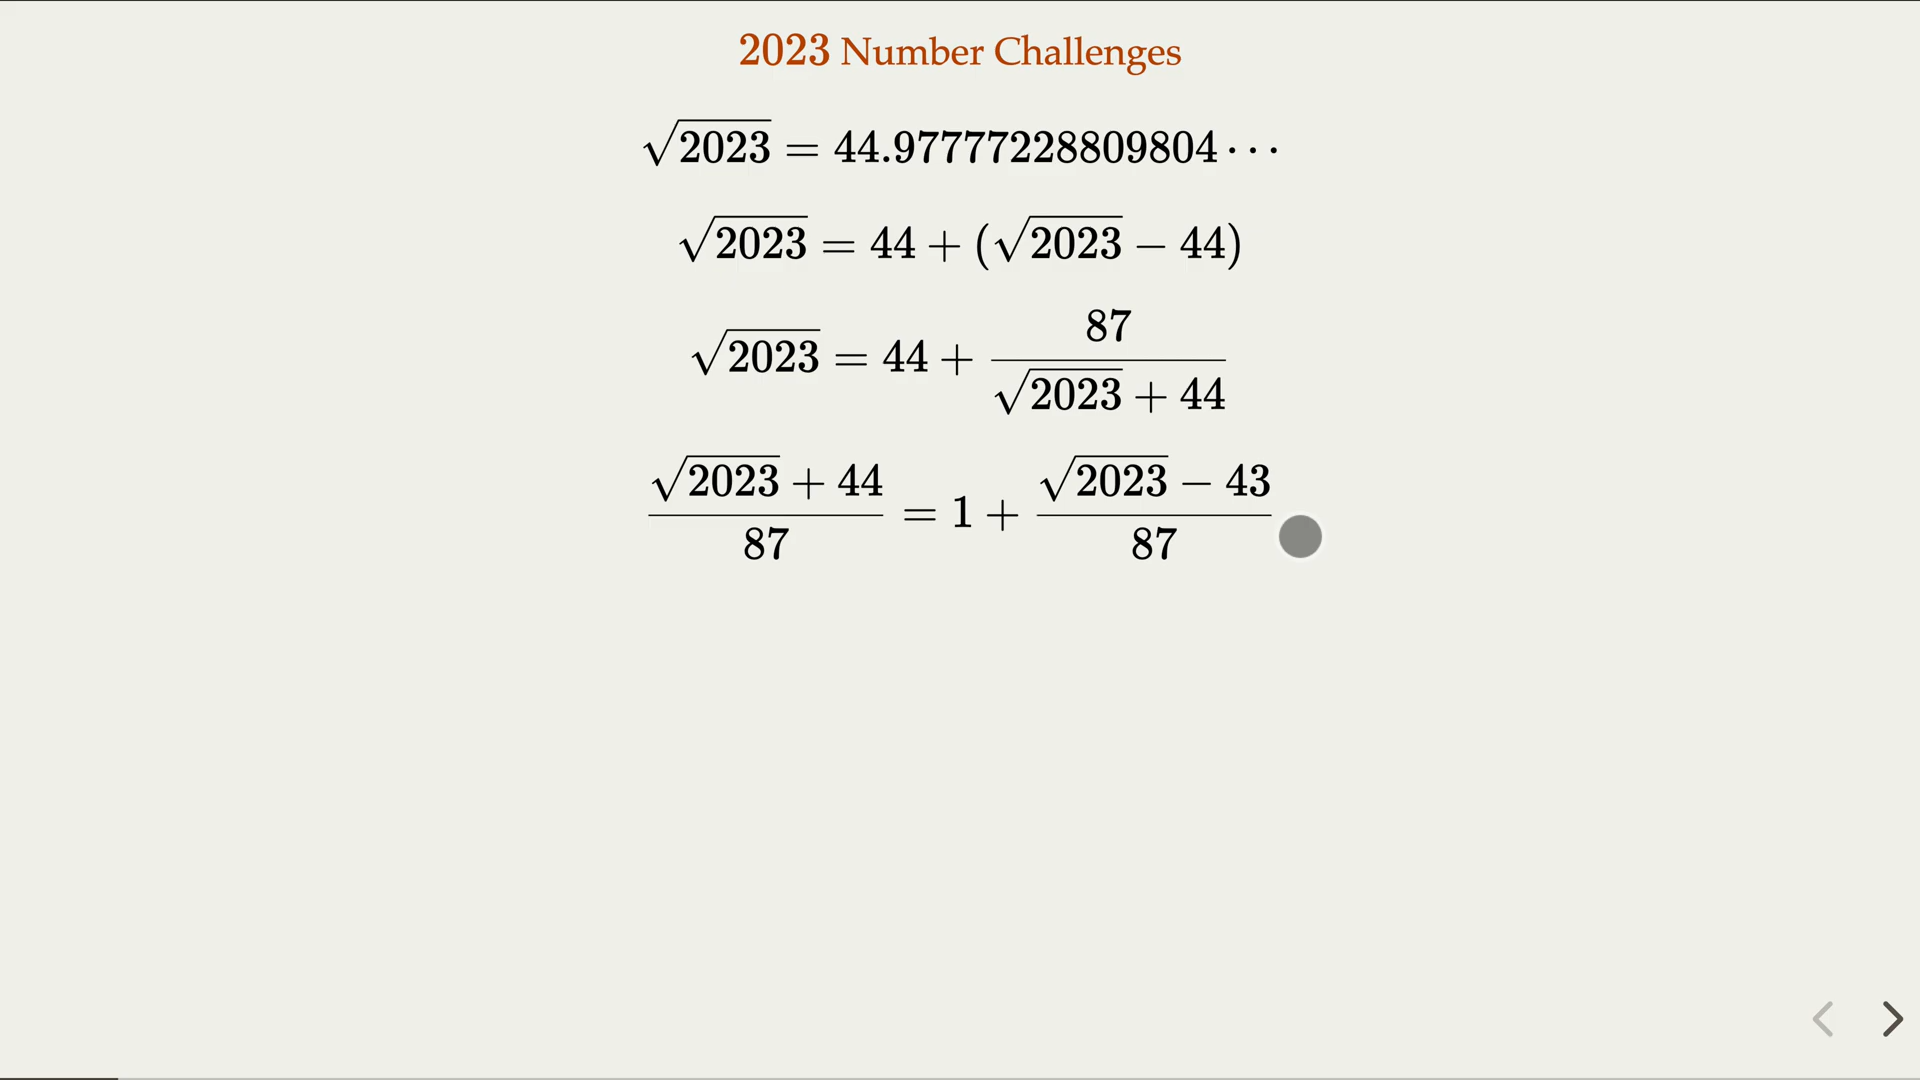 2023 Number Challenges
√2023 = 44.97777228809804⋯
√2023 = 44 + (√2023 − 44)
√2023 = 44 + 87/(√2023 + 44)
(√2023 + 44)/87 = 1 + (√2023 − 43)/87